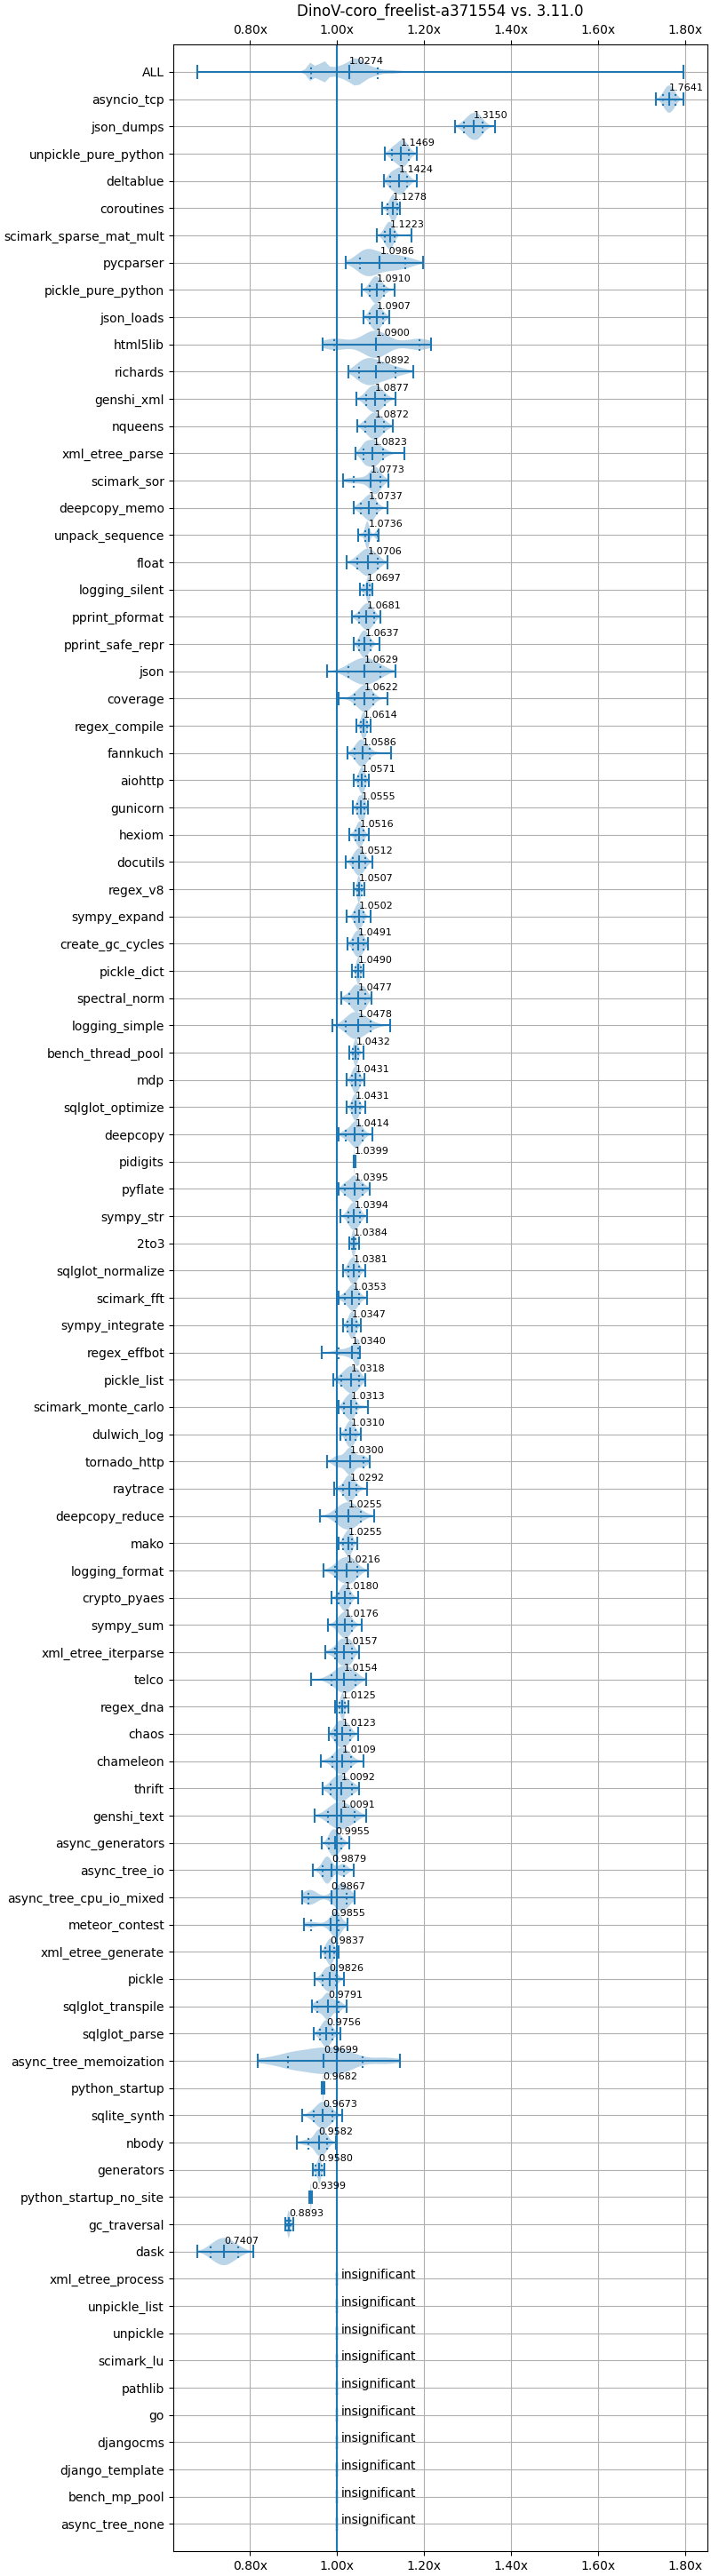 DinoV-coro_freelist-a371554 vs. 3.11.0
0.80x 1.00x 1.20x 1.40x 1.60x 1.80x
ALL 1.0274
asyncio_tcp 1.7641
json_dumps 1.3150
unpickle_pure_python 1.1469
deltablue 1.1424
coroutines 1.1278
scimark_sparse_mat_mult 1.1223
pycparser 1.0986
pickle_pure_python 1.0910
json_loads 1.0907
html5lib 1.0900
richards 1.0892
genshi_xml 1.0877
nqueens 1.0872
xml_etree_parse 1.0823
scimark_sor 1.0773
deepcopy_memo 1.0737
unpack_sequence 1.0736
float 1.0706
logging_silent 1.0697
pprint_pformat 1.0681
pprint_safe_repr 1.0637
json 1.0629
coverage 1.0622
regex_compile 1.0614
fannkuch 1.0586
aiohttp 1.0571
gunicorn 1.0555
hexiom 1.0516
docutils 1.0512
regex_v8 1.0507
sympy_expand 1.0502
create_gc_cycles 1.0491
pickle_dict 1.0490
spectral_norm 1.0477
logging_simple 1.0478
bench_thread_pool 1.0432
mdp 1.0431
sqlglot_optimize 1.0431
deepcopy 1.0414
pidigits 1.0399
pyflate 1.0395
sympy_str 1.0394
2to3 1.0384
sqlglot_normalize 1.0381
scimark_fft 1.0353
sympy_integrate 1.0347
regex_effbot 1.0340
pickle_list 1.0318
scimark_monte_carlo 1.0313
dulwich_log 1.0310
tornado_http 1.0300
raytrace 1.0292
deepcopy_reduce 1.0255
mako 1.0255
logging_format 1.0216
crypto_pyaes 1.0180
sympy_sum 1.0176
xml_etree_iterparse 1.0157
telco 1.0154
regex_dna 1.0125
chaos 1.0123
chameleon 1.0109
thrift 1.0092
genshi_text 1.0091
async_generators 0.9955
async_tree_io 0.9879
async_tree_cpu_io_mixed 0.9867
meteor_contest 0.9855
xml_etree_generate 0.9837
pickle 0.9826
sqlglot_transpile 0.9791
sqlglot_parse 0.9756
async_tree_memoization 0.9699
python_startup 0.9682
sqlite_synth 0.9673
nbody 0.9582
generators 0.9580
python_startup_no_site 0.9399
gc_traversal 0.8893
dask 0.7407
xml_etree_process insignificant
unpickle_list insignificant
unpickle insignificant
scimark_lu insignificant
pathlib insignificant
go insignificant
djangocms insignificant
django_template insignificant
bench_mp_pool insignificant
async_tree_none insignificant
0.80x 1.00x 1.20x 1.40x 1.60x 1.80x